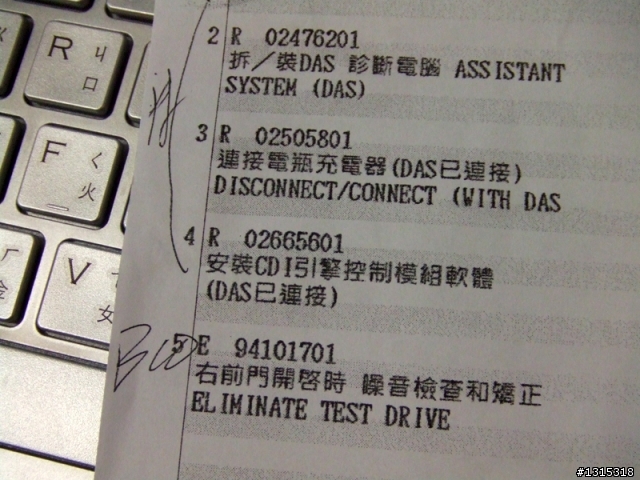 2 R 02476201
拆／裝DAS 診斷電腦 ASSISTANT
SYSTEM (DAS)
3 R 02505801
連接電瓶充電器(DAS已連接)
DISCONNECT/CONNECT (WITH DAS
4 R 02665601
安裝CDI引擎控制模組軟體
(DAS已連接)
5 E 94101701
右前門開啓時 噪音檢查和矯正
ELIMINATE TEST DRIVE
R ㄐ
口
F ㄑ
火
V
女
#1315318